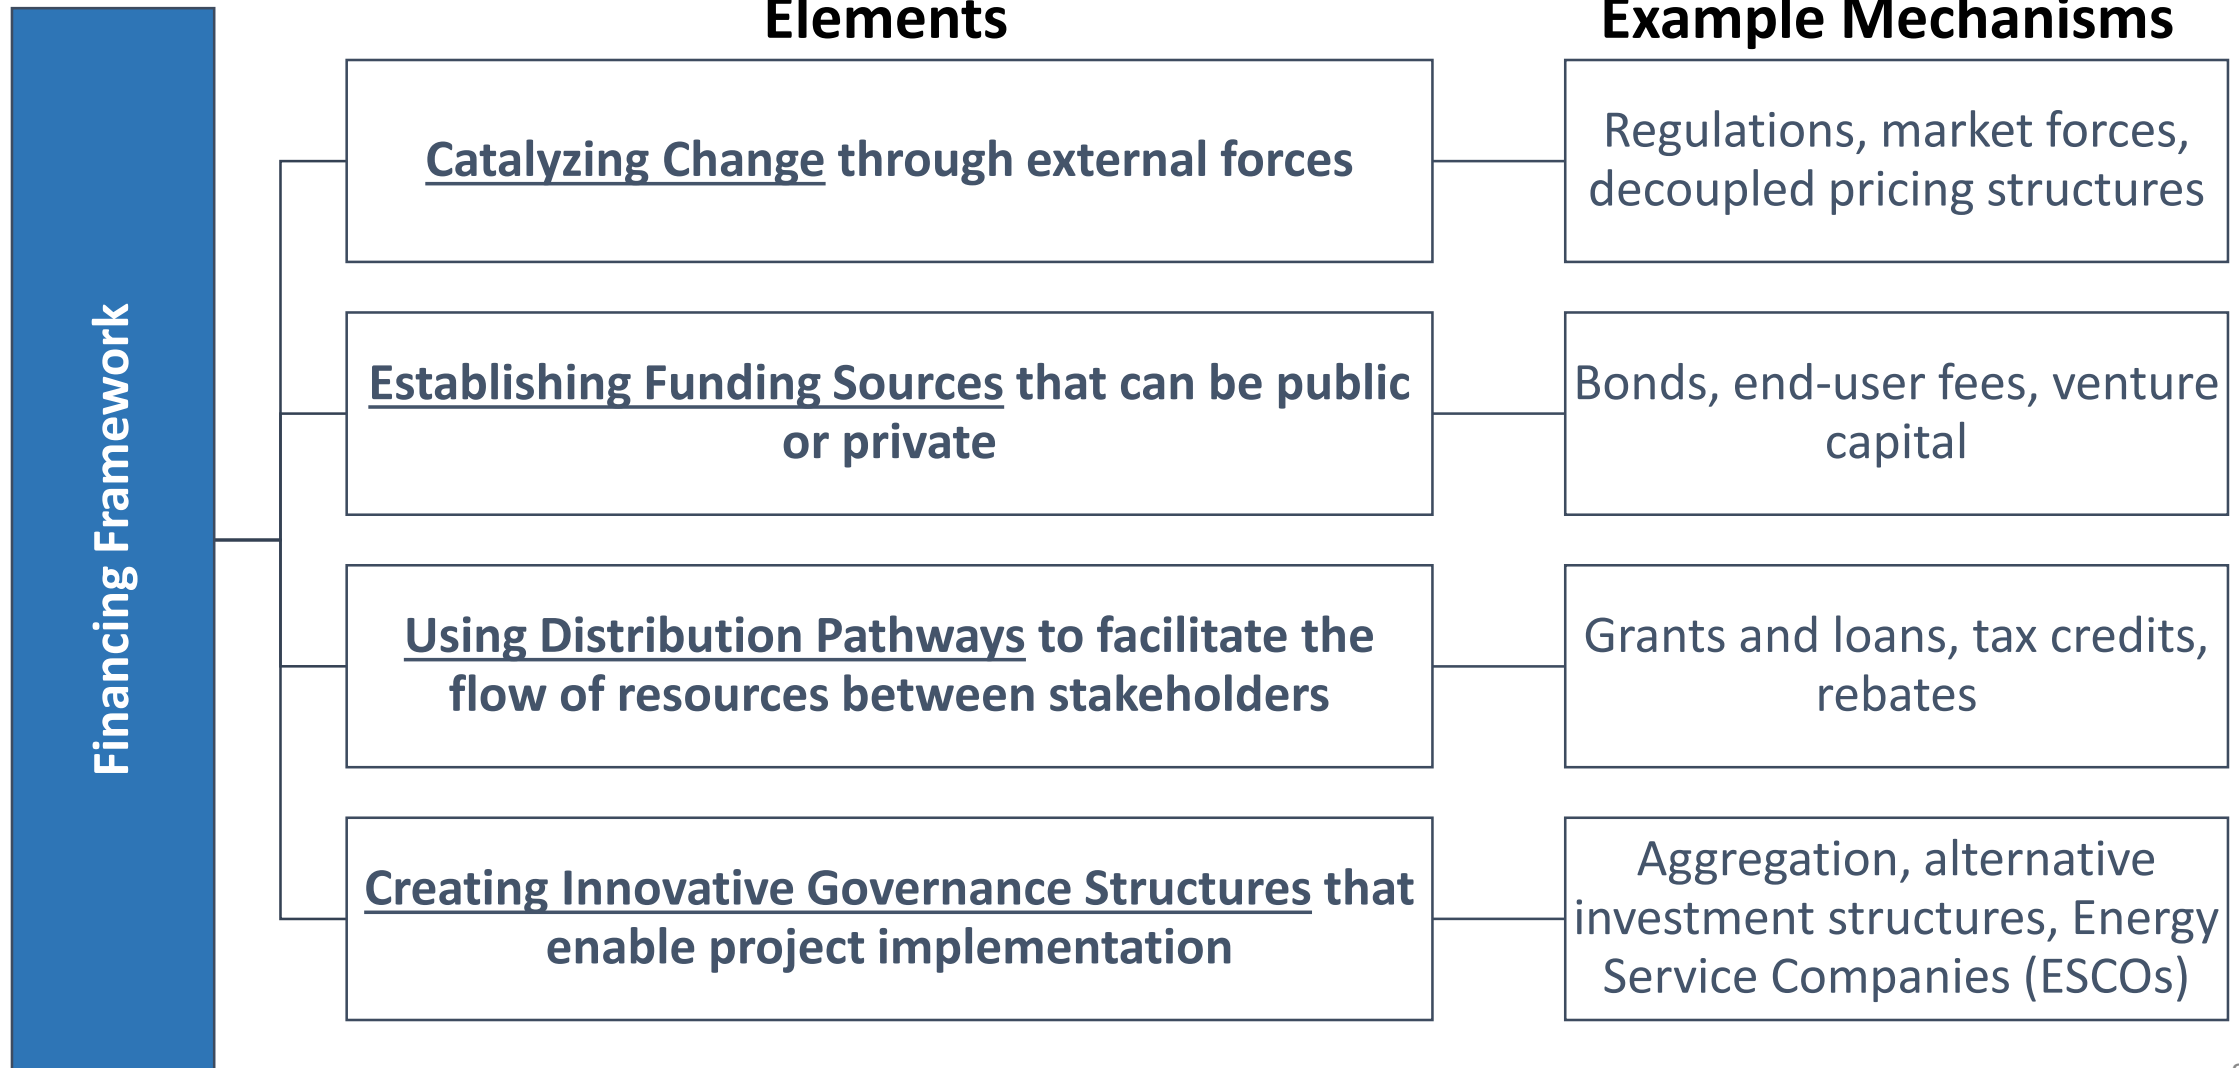 Elements
Example Mechanisms
Financing Framework
Catalyzing Change through external forces
Regulations, market forces,
decoupled pricing structures
Establishing Funding Sources that can be public
or private
Bonds, end-user fees, venture
capital
Using Distribution Pathways to facilitate the
flow of resources between stakeholders
Grants and loans, tax credits,
rebates
Creating Innovative Governance Structures that
enable project implementation
Aggregation, alternative
investment structures, Energy
Service Companies (ESCOs)